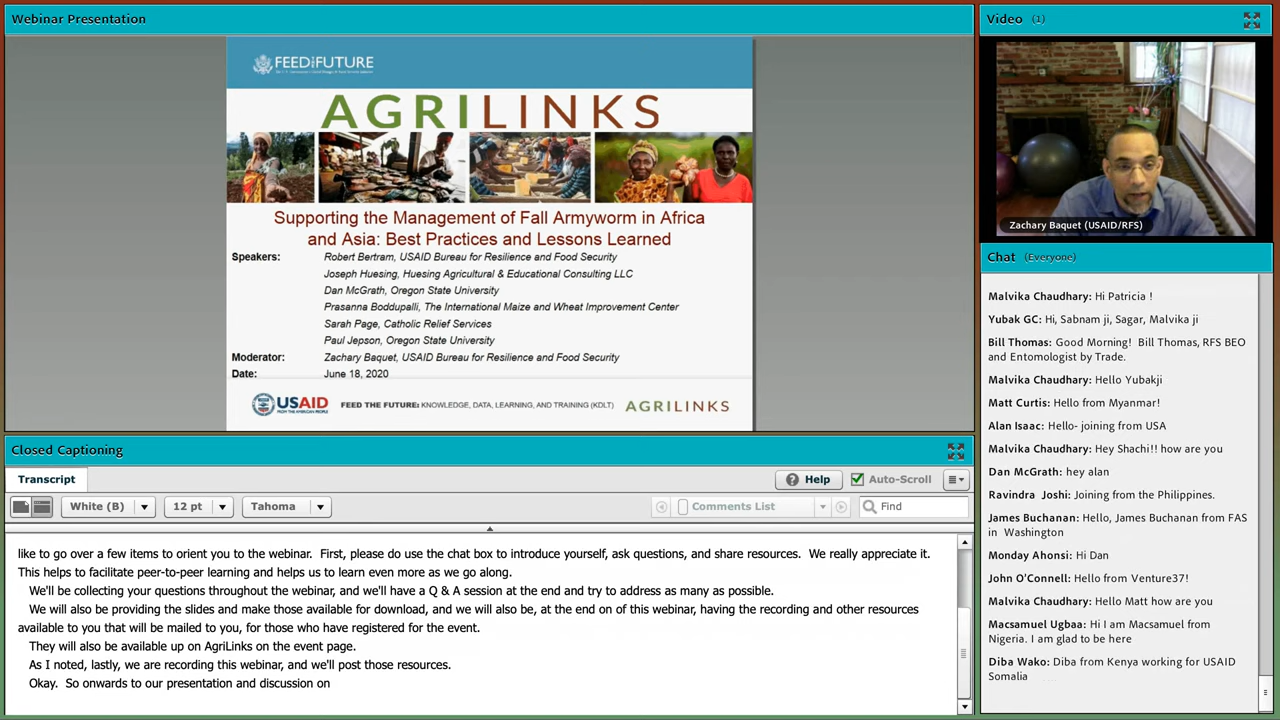 Webinar Presentation
FEED THE FUTURE
AGRILINKS
Supporting the Management of Fall Armyworm in Africa
and Asia: Best Practices and Lessons Learned
Speakers: Robert Bertram, USAID Bureau for Resilience and Food Security
Joseph Huesing, Huesing Agricultural & Educational Consulting LLC
Dan McGrath, Oregon State University
Prasanna Boddupalli, The International Maize and Wheat Improvement Center
Sarah Page, Catholic Relief Services
Paul Jepson, Oregon State University
Moderator: Zachary Baquet, USAID Bureau for Resilience and Food Security
Date: June 18, 2020
USAID
FROM THE AMERICAN PEOPLE
FEED THE FUTURE: KNOWLEDGE, DATA, LEARNING, AND TRAINING (KDLT)
AGRILINKS
Closed Captioning
Transcript
Help
Auto-Scroll
White (B)
12 pt
Tahoma
Comments List
Find
like to go over a few items to orient you to the webinar. First, please do use the chat box to introduce yourself, ask questions, and share resources. We really appreciate it.
This helps to facilitate peer-to-peer learning and helps us to learn even more as we go along.
We'll be collecting your questions throughout the webinar, and we'll have a Q & A session at the end and try to address as many as possible.
We will also be providing the slides and make those available for download, and we will also be, at the end on of this webinar, having the recording and other resources
available to you that will be mailed to you, for those who have registered for the event.
They will also be available up on AgriLinks on the event page.
As I noted, lastly, we are recording this webinar, and we'll post those resources.
Okay. So onwards to our presentation and discussion on
Video (1)
Zachary Baquet (USAID/RFS)
Chat (Everyone)
Malvika Chaudhary: Hi Patricia !
Yubak GC: Hi, Sabnam ji, Sagar, Malvika ji
Bill Thomas: Good Morning! Bill Thomas, RFS BEO
and Entomologist by Trade.
Malvika Chaudhary: Hello Yubakji
Matt Curtis: Hello from Myanmar!
Alan Isaac: Hello- joining from USA
Malvika Chaudhary: Hey Shachi!! how are you
Dan McGrath: hey alan
Ravindra Joshi: Joining from the Philippines.
James Buchanan: Hello, James Buchanan from FAS
in Washington
Monday Ahonsi: Hi Dan
John O'Connell: Hello from Venture37!
Malvika Chaudhary: Hello Matt how are you
Macsamuel Ugbaa: Hi I am Macsamuel from
Nigeria. I am glad to be here
Diba Wako: Diba from Kenya working for USAID
Somalia